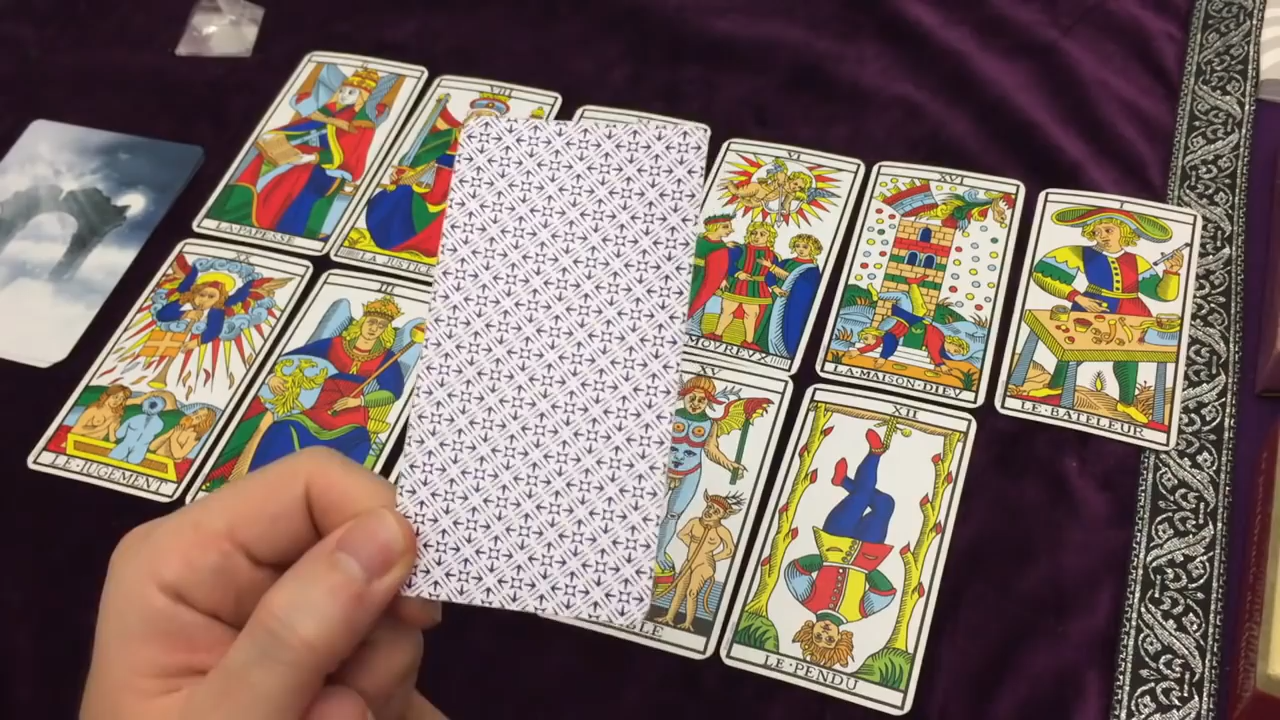 VIII
LA·PAPESSE
LA·JUSTICE
VI
MOVREVX
XVI
LA·MAISON·DIEV
I
LE·BATELEUR
XX
LE·JUGEMENT
III
XV
LE
XII
LE·PENDU